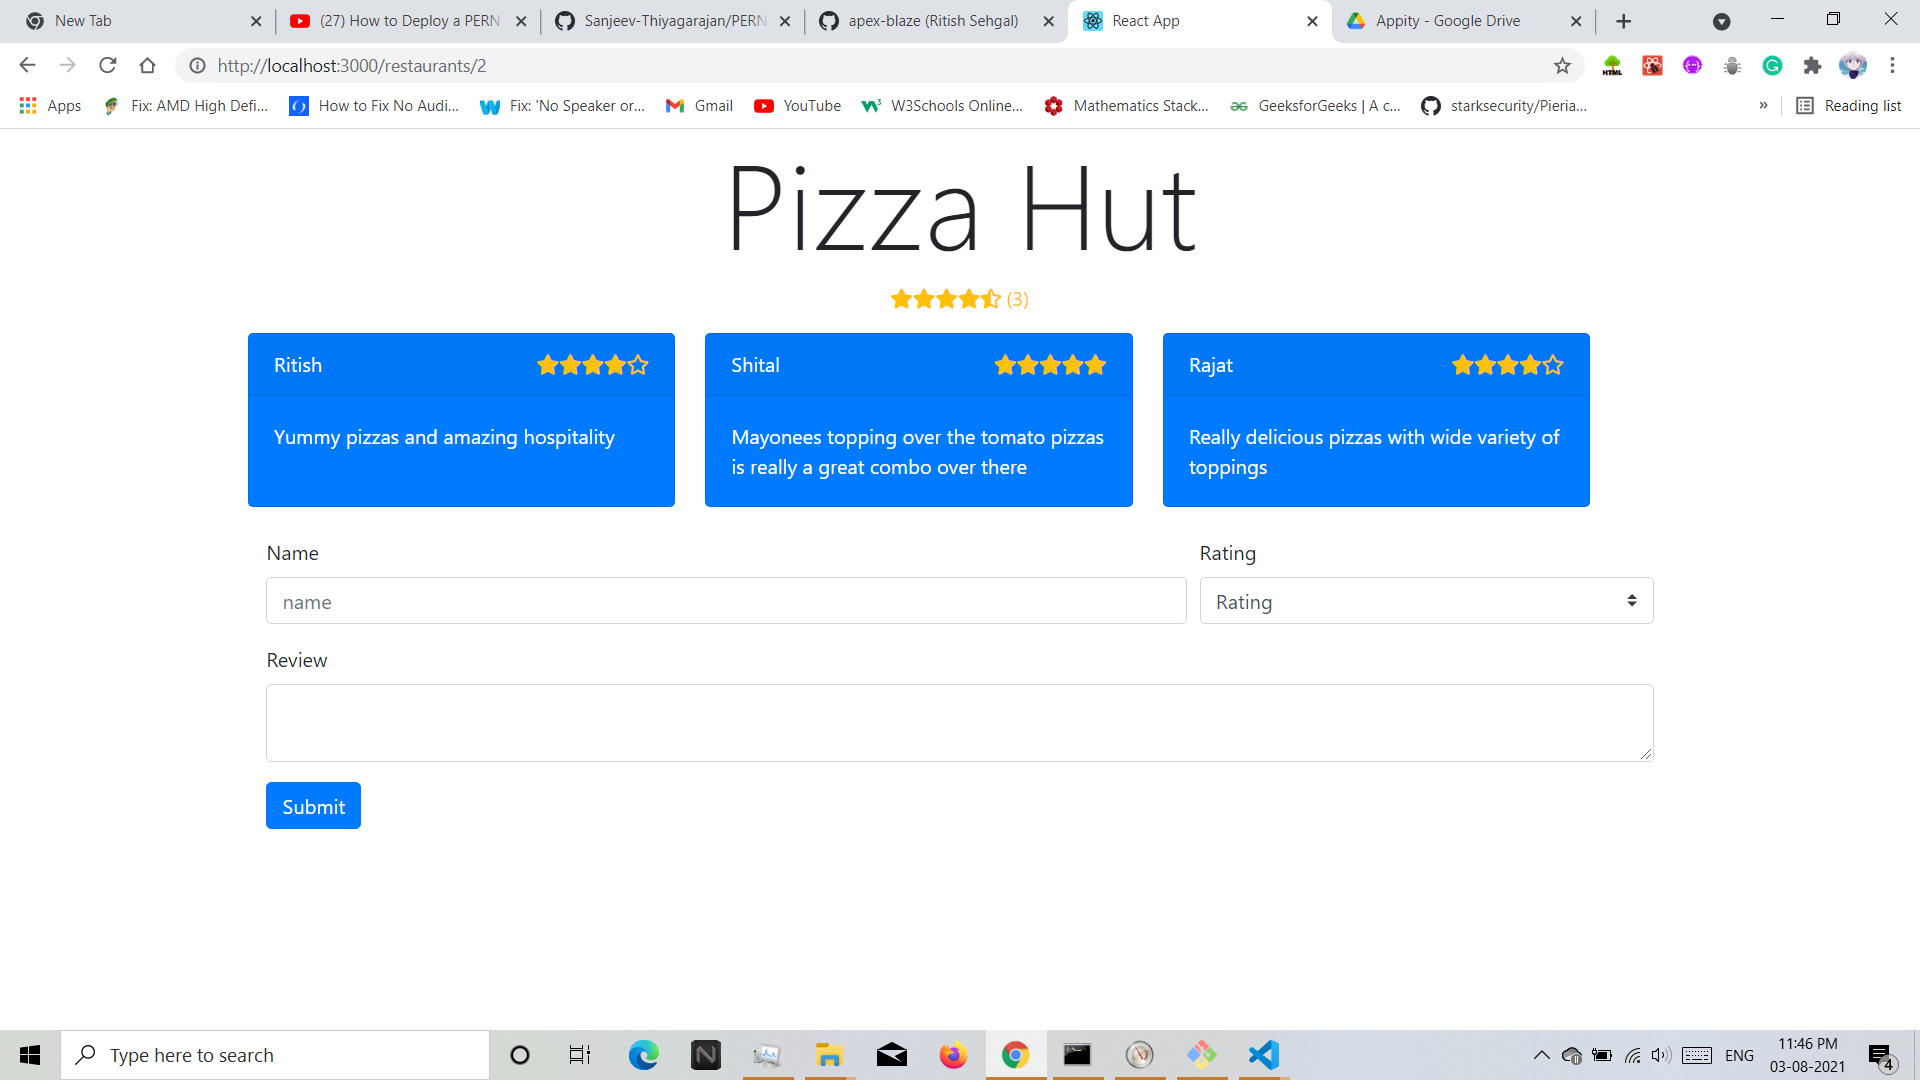 New Tab
(27) How to Deploy a PERN
Sanjeev-Thiyagarajan/PERN
apex-blaze (Ritish Sehgal)
React App
Appity - Google Drive
http://localhost:3000/restaurants/2
HTML
Apps
Fix: AMD High Defi...
How to Fix No Audi...
Fix: 'No Speaker or...
Gmail
YouTube
W3Schools Online...
Mathematics Stack...
GeeksforGeeks | A c...
starksecurity/Pieria...
»
Reading list
Pizza Hut
(3)
Ritish
Yummy pizzas and amazing hospitality
Shital
Mayonees topping over the tomato pizzas
is really a great combo over there
Rajat
Really delicious pizzas with wide variety of
toppings
Name
name
Rating
Rating
Review
Submit
Type here to search
ENG
11:46 PM
03-08-2021
4